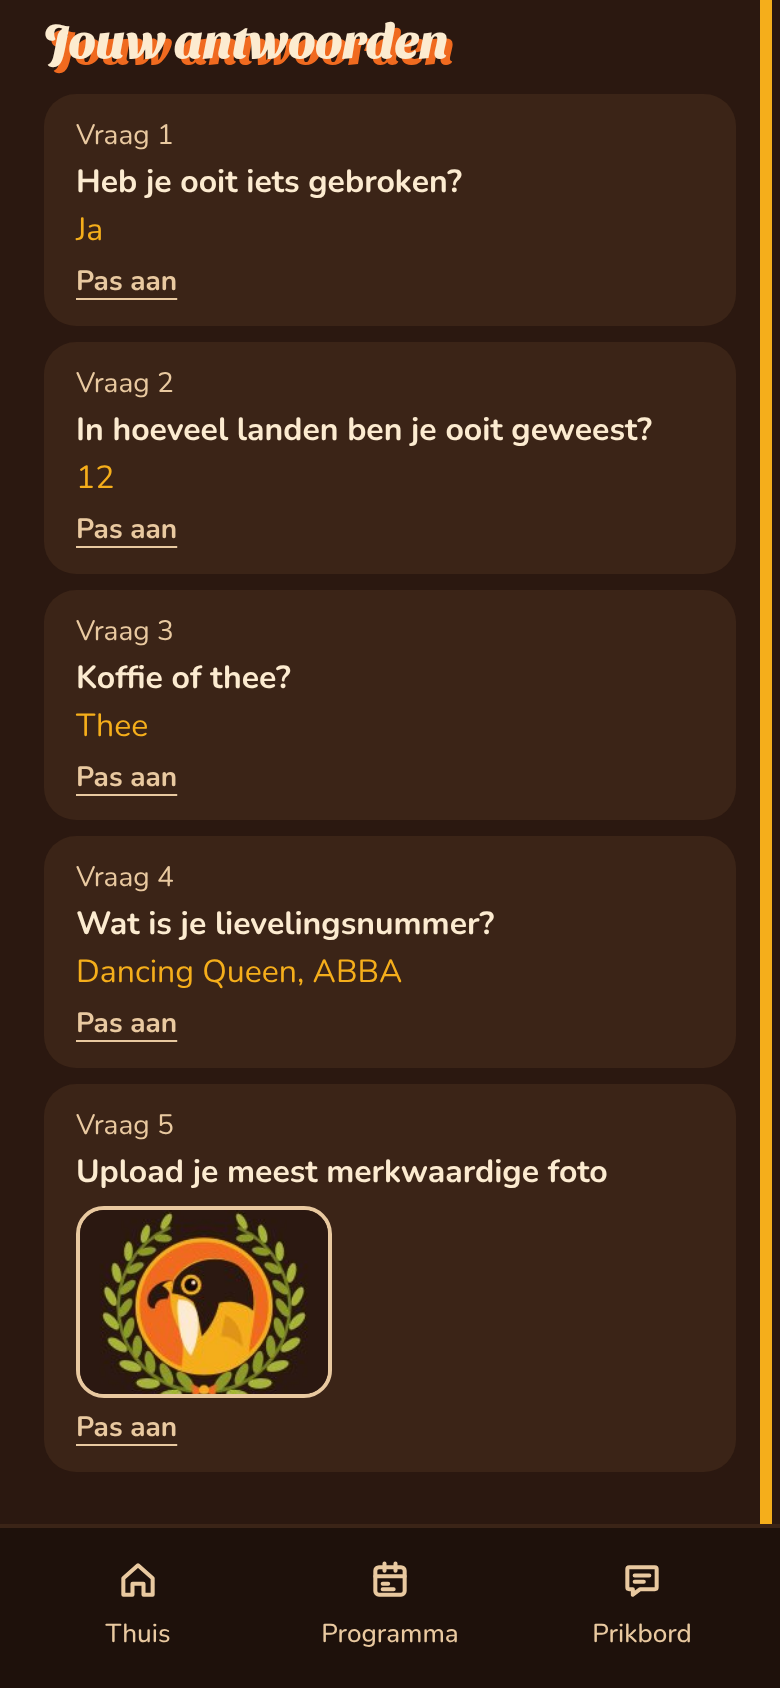 Jouw antwoorden
Vraag 1
Heb je ooit iets gebroken?
Ja
Pas aan
Vraag 2
In hoeveel landen ben je ooit geweest?
12
Pas aan
Vraag 3
Koffie of thee?
Thee
Pas aan
Vraag 4
Wat is je lievelingsnummer?
Dancing Queen, ABBA
Pas aan
Vraag 5
Upload je meest merkwaardige foto
Pas aan
Thuis
Programma
Prikbord